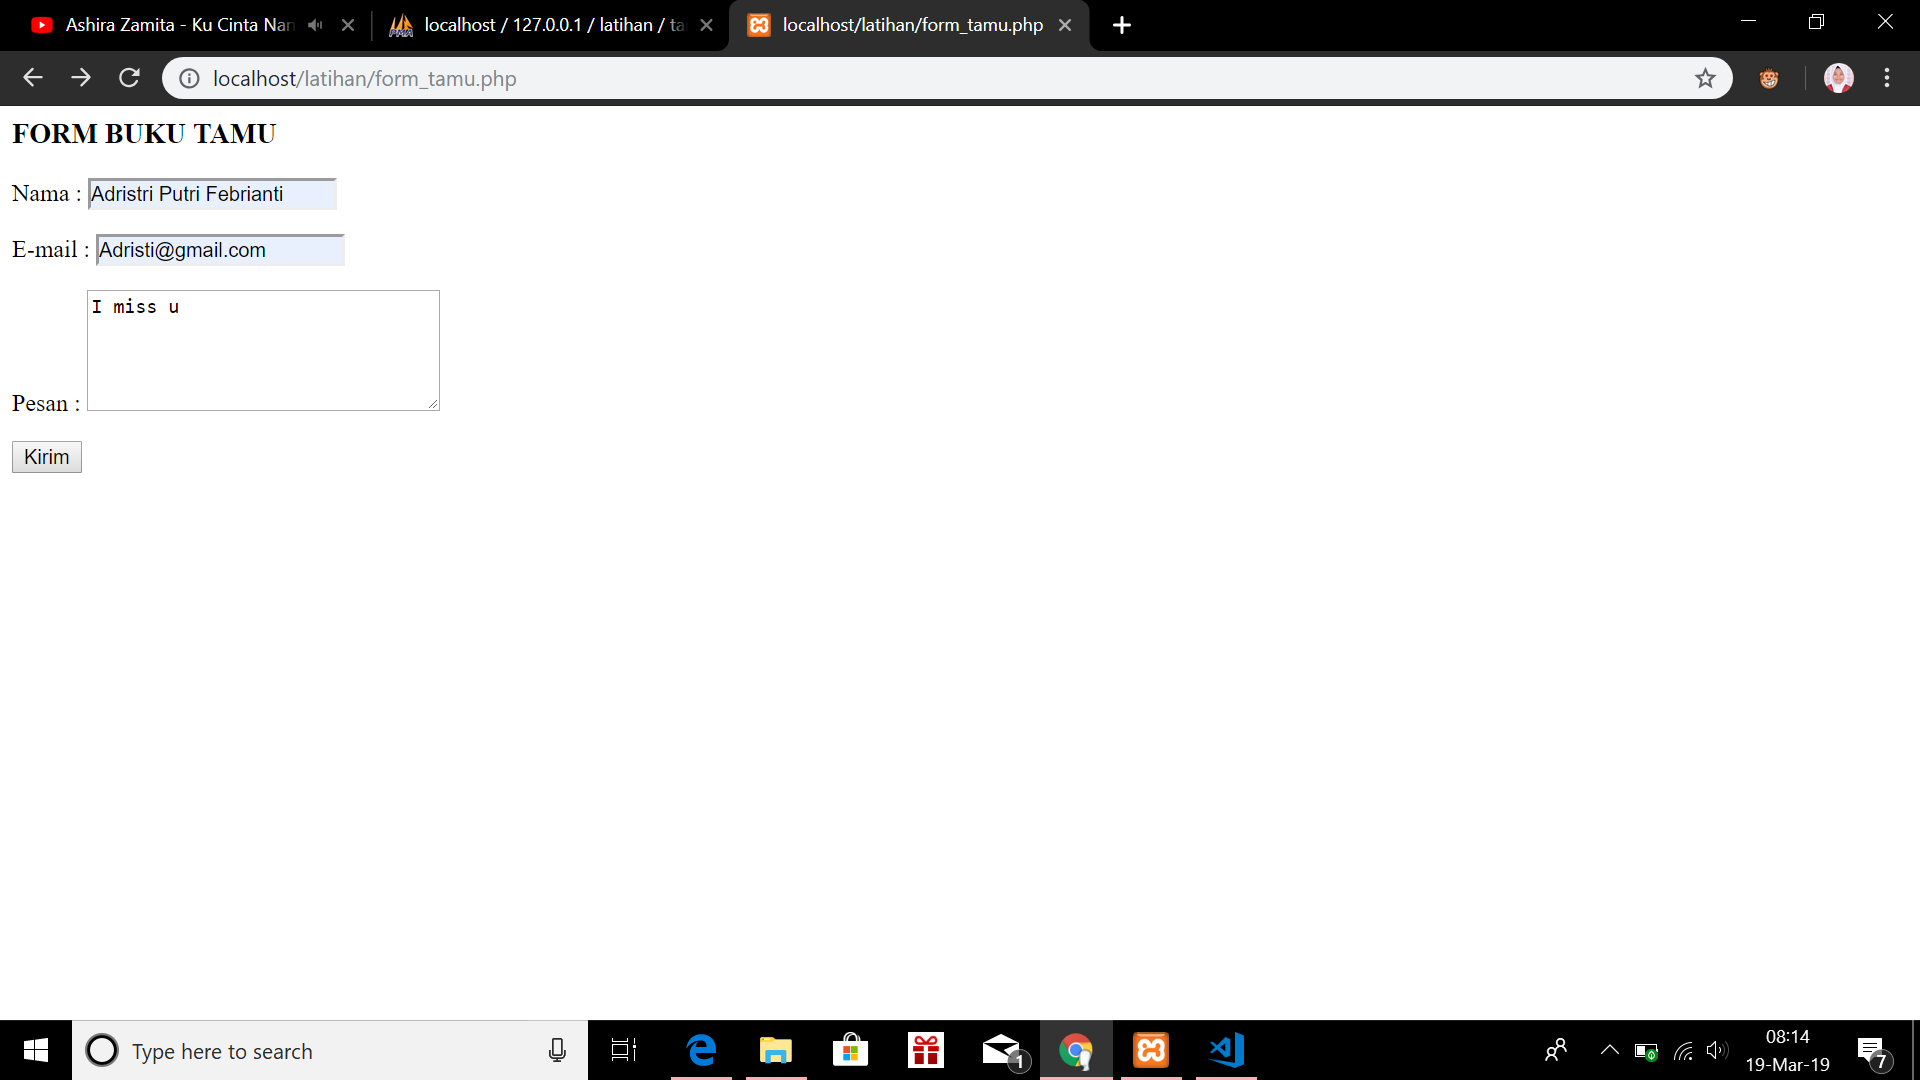 Ashira Zamita - Ku Cinta Nan
localhost / 127.0.0.1 / latihan / ta
localhost/latihan/form_tamu.php
localhost/latihan/form_tamu.php
FORM BUKU TAMU
Nama : Adristri Putri Febrianti
E-mail : Adristi@gmail.com
I miss u
Pesan :
Kirim
Type here to search
1
08:14
19-Mar-19
7